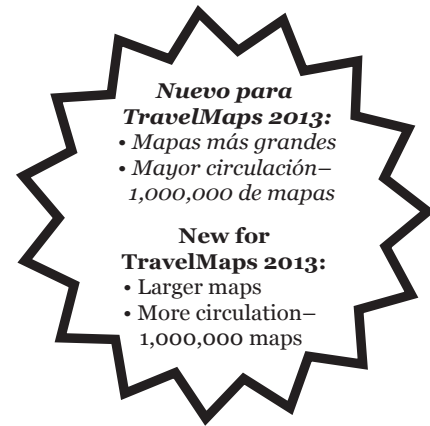 Nuevo para
TravelMaps 2013:
• Mapas más grandes
• Mayor circulación–
1,000,000 de mapas
New for
TravelMaps 2013:
• Larger maps
• More circulation–
1,000,000 maps